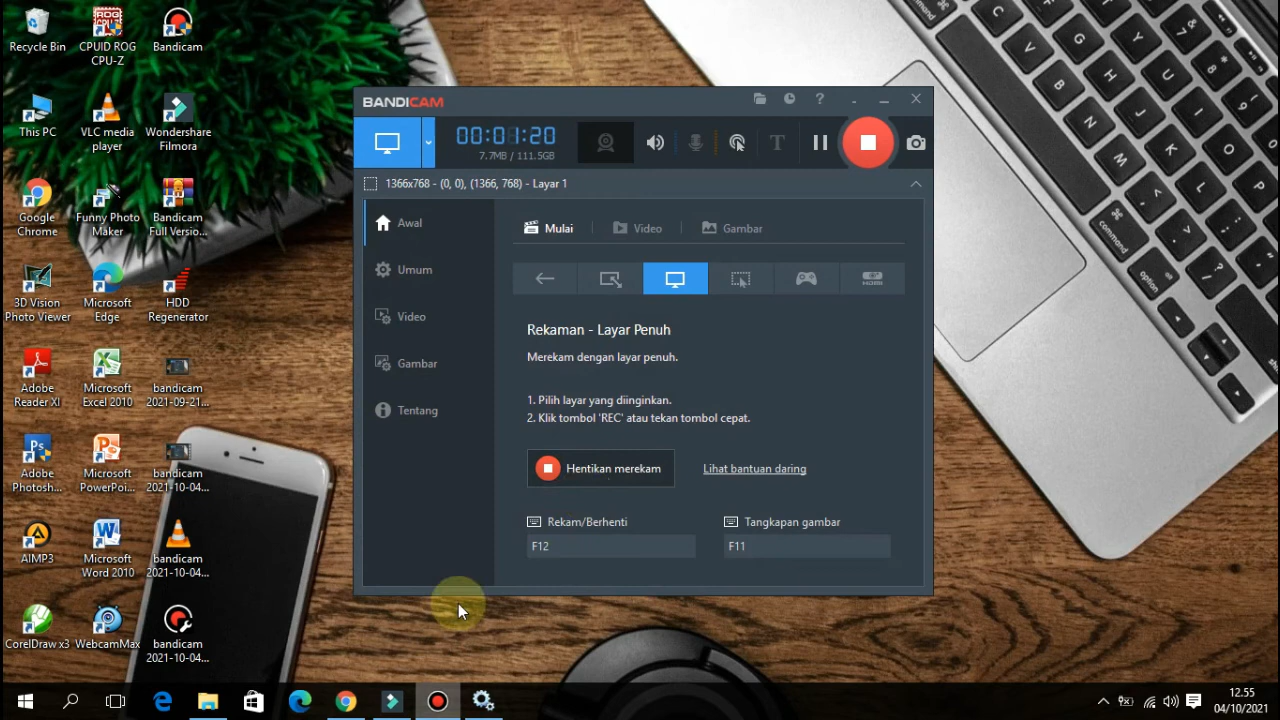 Recycle Bin
CPUID ROG
CPU-Z
Bandicam
This PC
VLC media
player
Wondershare
Filmora
Google
Chrome
Funny Photo
Maker
Bandicam
Full Versio...
3D Vision
Photo Viewer
Microsoft
Edge
HDD
Regenerator
Adobe
Reader XI
Microsoft
Excel 2010
bandicam
2021-09-21...
Adobe
Photosh...
Microsoft
PowerPoi...
bandicam
2021-10-04...
AIMP3
Microsoft
Word 2010
bandicam
2021-10-04...
CorelDraw x3
WebcamMax
bandicam
2021-10-04...
BANDICAM
00:01:20
7.7MB / 111.5GB
1366x768 - (0, 0), (1366, 768) - Layar 1
Awal
Umum
Video
Gambar
Tentang
Mulai
Video
Gambar
HDMI
Rekaman - Layar Penuh
Merekam dengan layar penuh.
1. Pilih layar yang diinginkan.
2. Klik tombol 'REC' atau tekan tombol cepat.
Hentikan merekam
Lihat bantuan daring
Rekam/Berhenti
Tangkapan gambar
F12
F11
command
option
12.55
04/10/2021